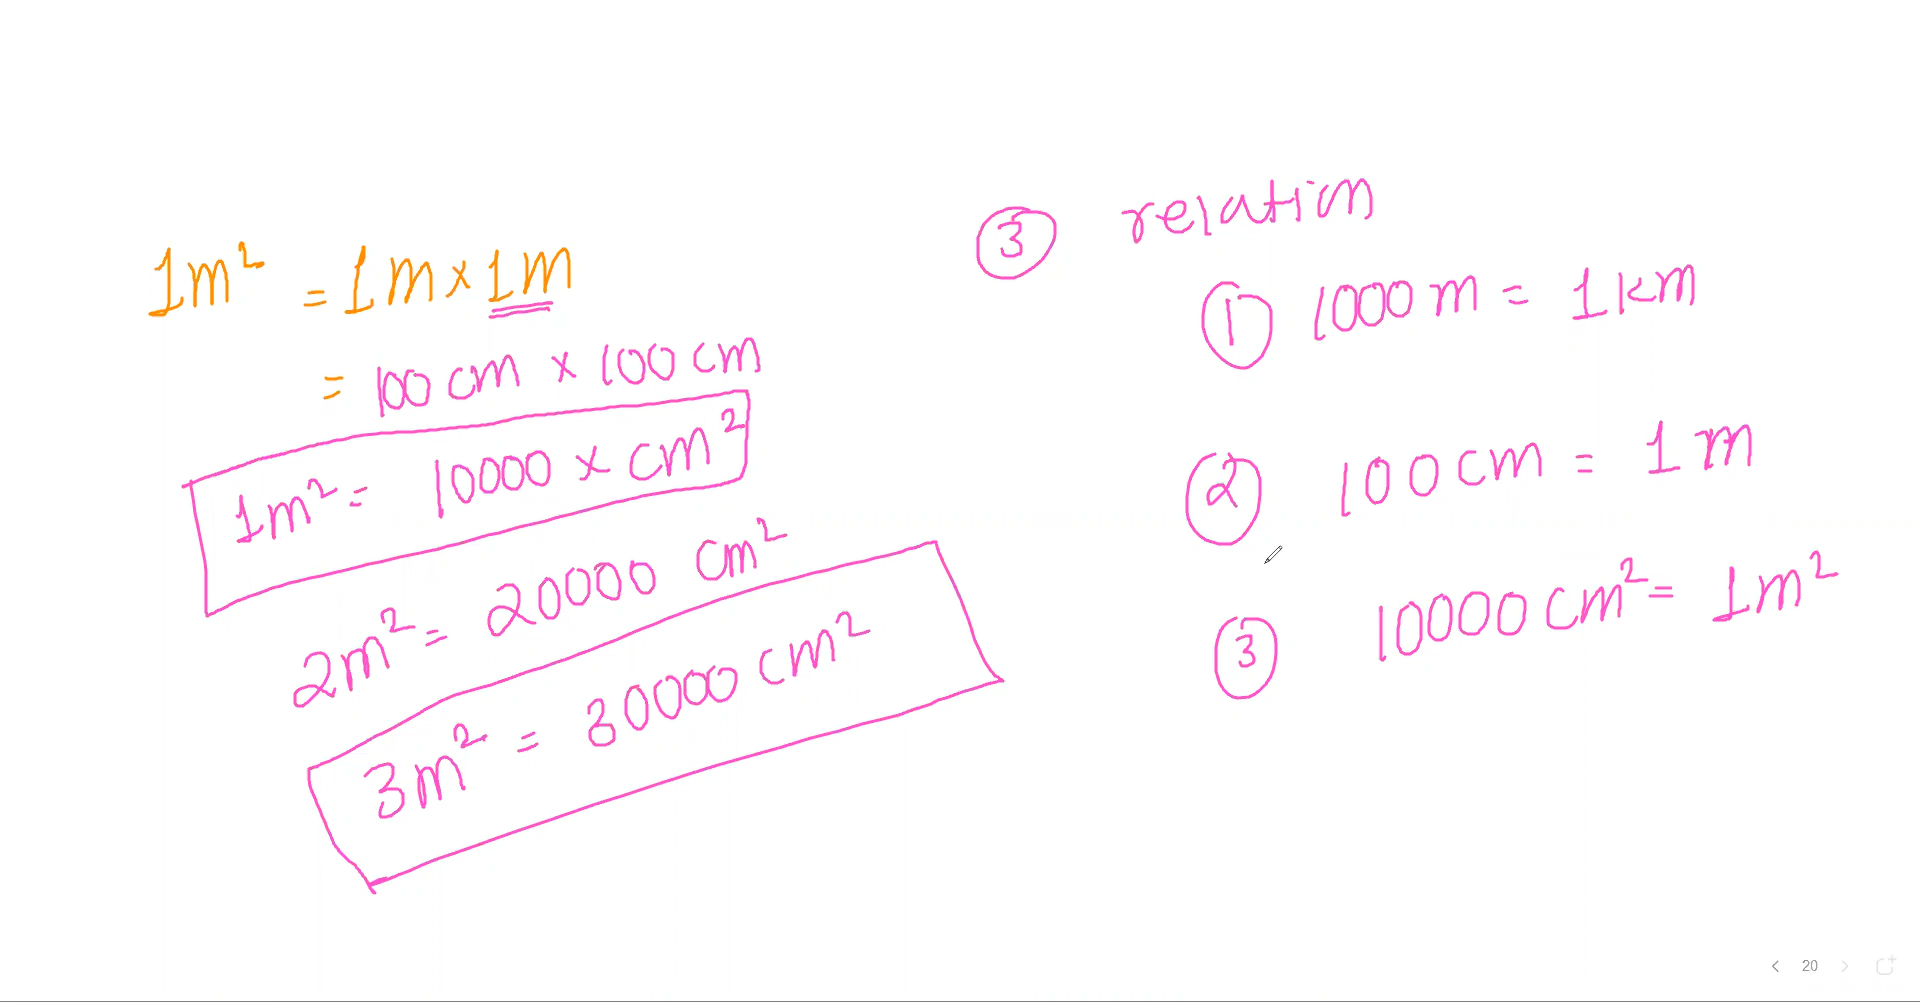 1m² = 1m × 1m
= 100 cm × 100 cm
1m² = 10000 × cm²
2m² = 20000 cm²
3m² = 30000 cm²
③ relation
① 1000 m = 1 km
② 100 cm = 1 m
③ 10000 cm² = 1m²
20